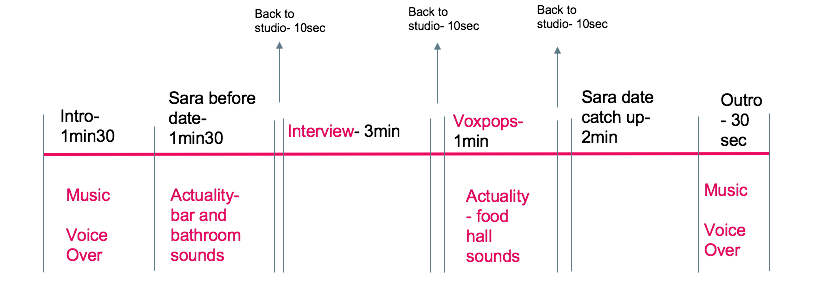 Back to
studio- 10sec
Back to
studio- 10sec
Back to
studio- 10sec
Intro-
1min30
Sara before
date-
1min30
Interview- 3min
Voxpops-
1min
Sara date
catch up-
2min
Outro
- 30
sec
Music
Voice
Over
Actuality-
bar and
bathroom
sounds
Actuality
- food
hall
sounds
Music
Voice
Over